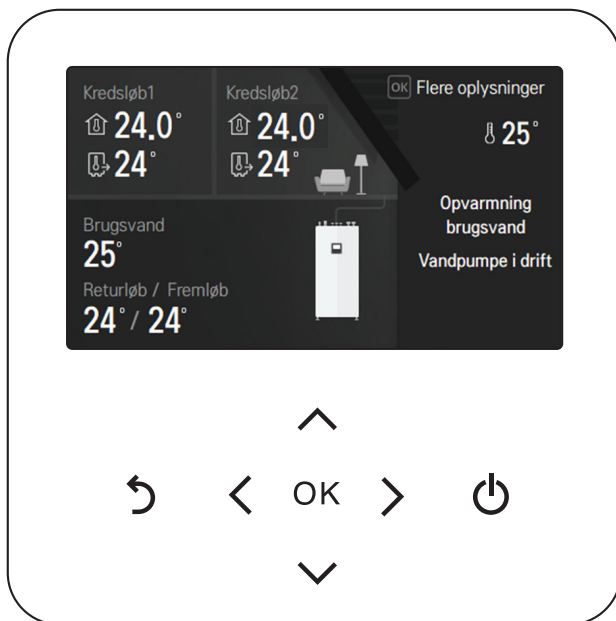 Kredsløb1
24.0°
24°
Kredsløb2
24.0°
24°
OK Flere oplysninger
25°
Opvarmning
brugsvand
Vandpumpe i drift
Brugsvand
25°
Returløb / Fremløb
24° / 24°
OK